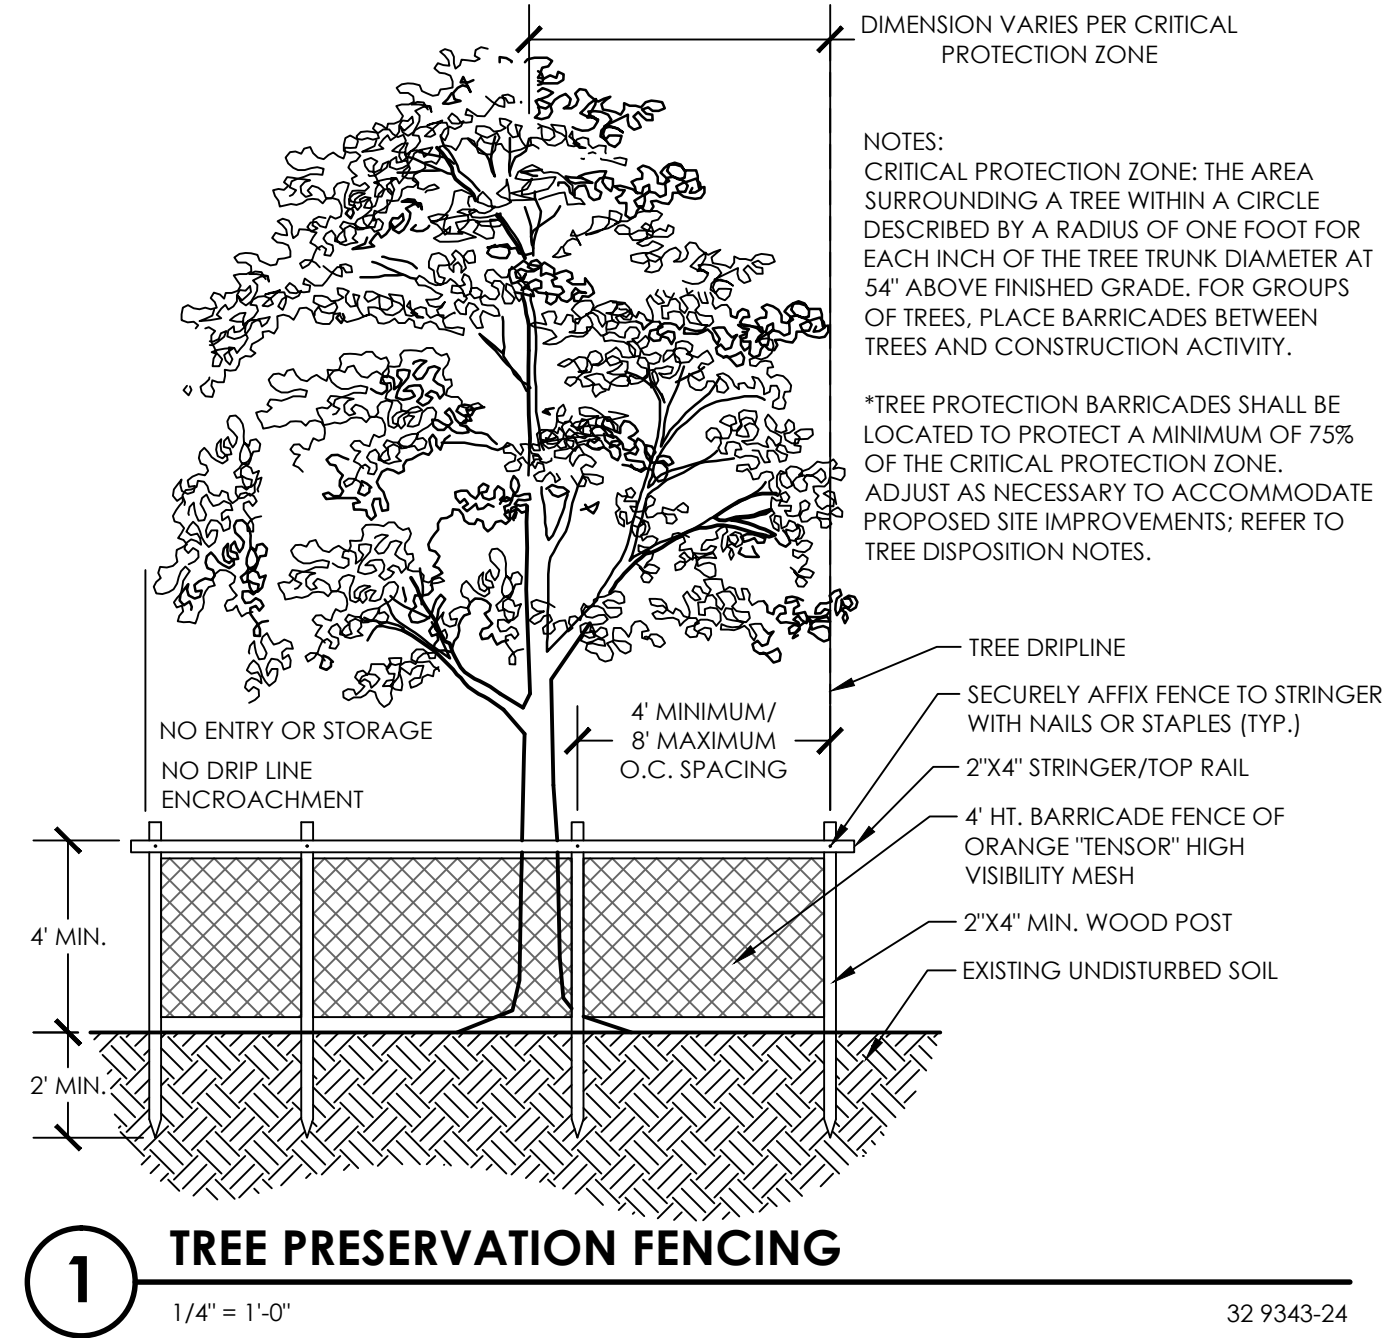 DIMENSION VARIES PER CRITICAL
PROTECTION ZONE
NOTES:
CRITICAL PROTECTION ZONE: THE AREA
SURROUNDING A TREE WITHIN A CIRCLE
DESCRIBED BY A RADIUS OF ONE FOOT FOR
EACH INCH OF THE TREE TRUNK DIAMETER AT
54" ABOVE FINISHED GRADE. FOR GROUPS
OF TREES, PLACE BARRICADES BETWEEN
TREES AND CONSTRUCTION ACTIVITY.
*TREE PROTECTION BARRICADES SHALL BE
LOCATED TO PROTECT A MINIMUM OF 75%
OF THE CRITICAL PROTECTION ZONE.
ADJUST AS NECESSARY TO ACCOMMODATE
PROPOSED SITE IMPROVEMENTS; REFER TO
TREE DISPOSITION NOTES.
TREE DRIPLINE
SECURELY AFFIX FENCE TO STRINGER
WITH NAILS OR STAPLES (TYP.)
2"X4" STRINGER/TOP RAIL
4' HT. BARRICADE FENCE OF
ORANGE "TENSOR" HIGH
VISIBILITY MESH
2"X4" MIN. WOOD POST
EXISTING UNDISTURBED SOIL
4' MINIMUM/
8' MAXIMUM
O.C. SPACING
NO ENTRY OR STORAGE
NO DRIP LINE
ENCROACHMENT
4' MIN.
2' MIN.
1
TREE PRESERVATION FENCING
1/4" = 1'-0"
32 9343-24